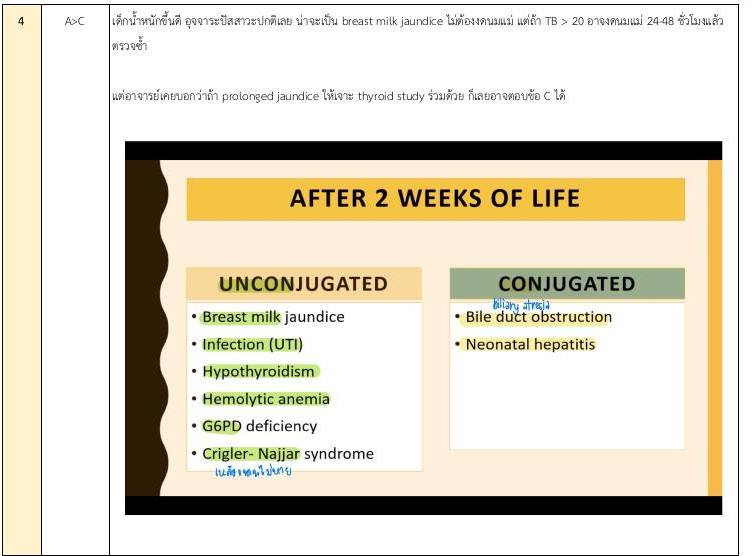 4
A>C
เด็กน้ำหนักขึ้นดี อุจจาระปัสสาวะปกติเลย น่าจะเป็น breast milk jaundice ไม่ต้องงดนมแม่ แต่ถ้า TB > 20 อาจงดนมแม่ 24-48 ชั่วโมงแล้ว
ตรวจซ้ำ
แต่อาจารย์เคยบอกว่าถ้า prolonged jaundice ให้เจาะ thyroid study ร่วมด้วย ก็เลยอาจตอบข้อ C ได้
AFTER 2 WEEKS OF LIFE
UNCONJUGATED
• Breast milk jaundice
• Infection (UTI)
• Hypothyroidism
• Hemolytic anemia
• G6PD deficiency
• Crigler- Najjar syndrome
CONJUGATED
biliary atresia
• Bile duct obstruction
• Neonatal hepatitis